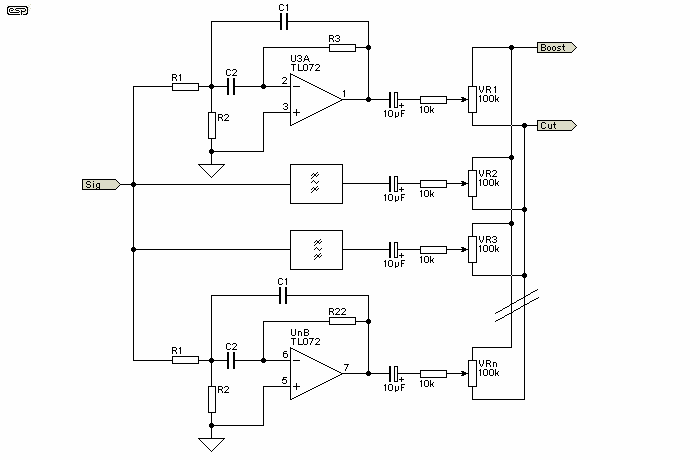 esp
C1
R3
U3A
TL072
R1
C2
2
-
1
3
+
R2
10µF
+
10k
VR1
100k
Boost
Cut
Sig
10µF
+
10k
VR2
100k
10µF
+
10k
VR3
100k
C1
R22
UnB
TL072
R1
C2
6
-
7
5
+
R2
10µF
+
10k
VRn
100k